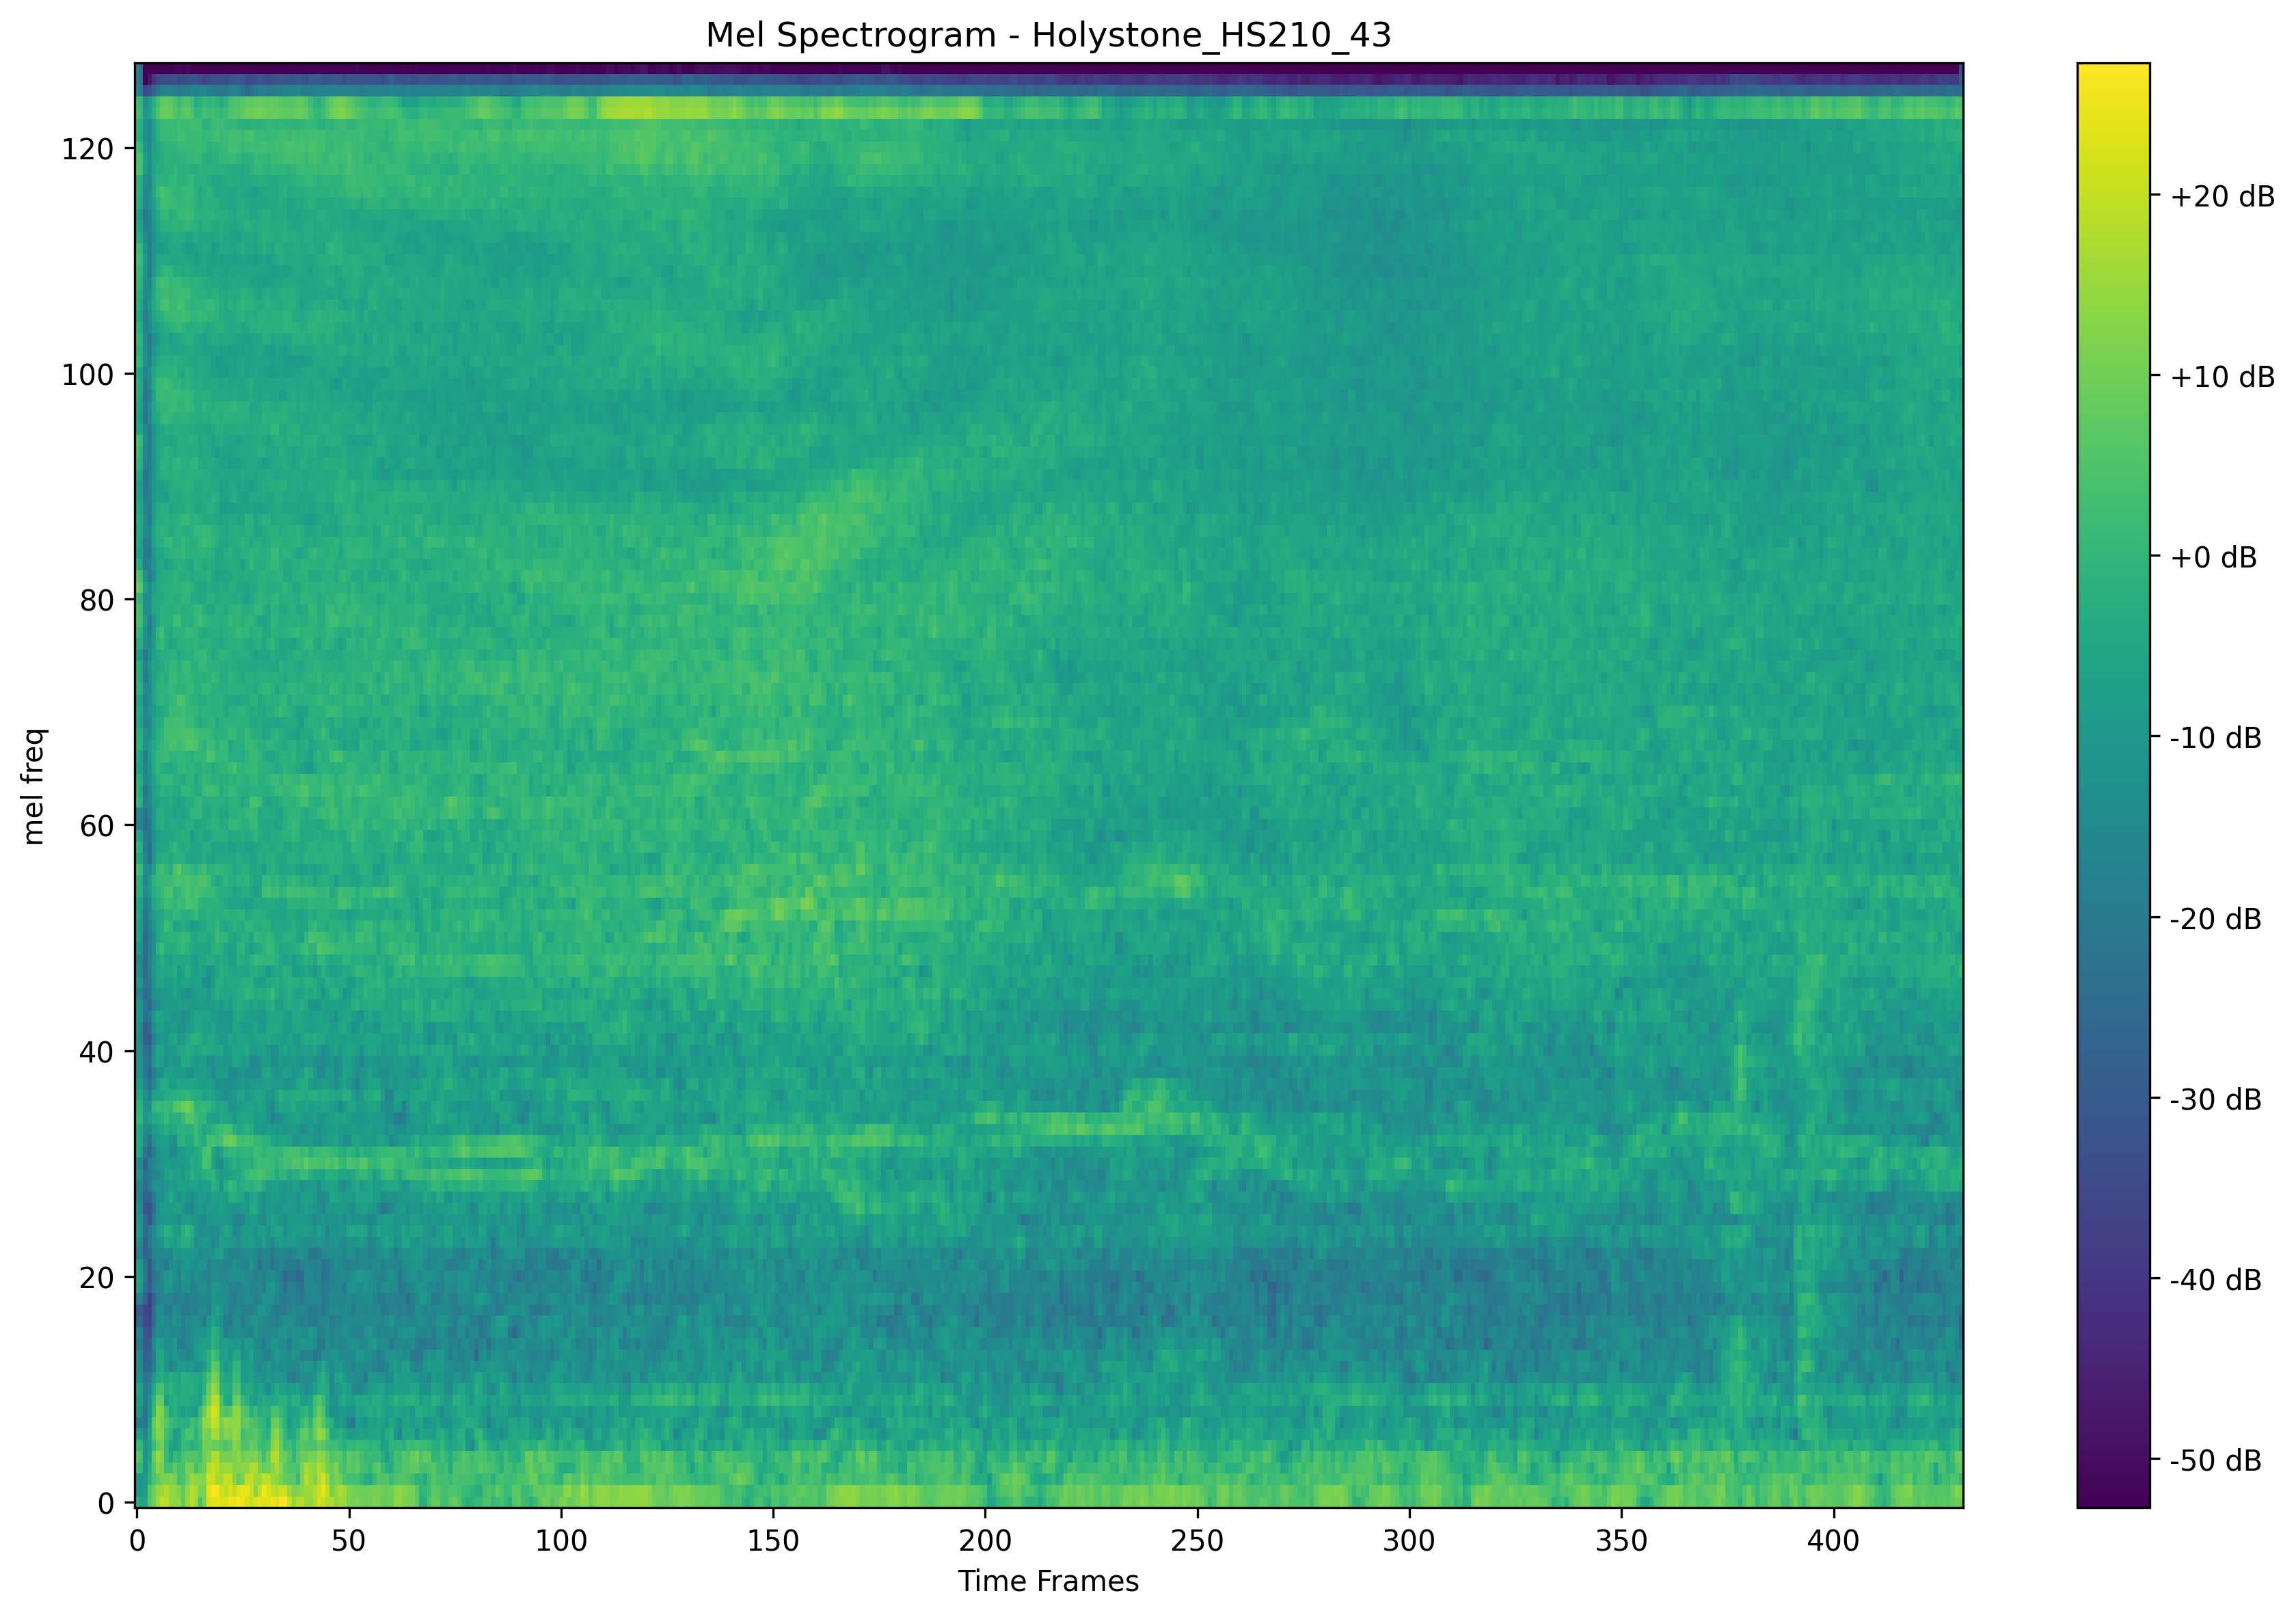 Mel Spectrogram - Holystone_HS210_43
mel freq
120
100
80
60
40
20
0
0 50 100 150 200 250 300 350 400
Time Frames
+20 dB
+10 dB
+0 dB
-10 dB
-20 dB
-30 dB
-40 dB
-50 dB